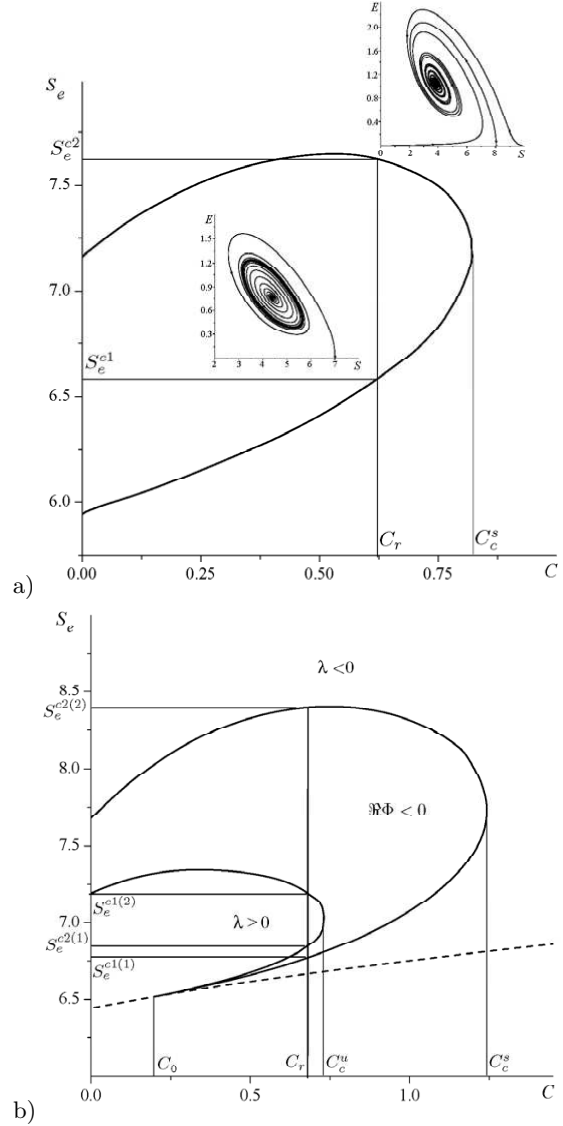 E
2.0
1.6
1.2
0.8
0.4
0 2 4 6 8 S
S_e
S_e^{c2}
7.5
E
1.5
1.2
0.9
0.6
0.3
2 3 4 5 6 7 S
7.0
S_e^{c1}
6.5
6.0
C_r C_c^s
0.00 0.25 0.50 0.75 C
a)
S_e
λ < 0
8.5
S_e^{c2(2)}
8.0
ℜΦ < 0
7.5
S_e^{c1(2)}
λ > 0
7.0
S_e^{c2(1)}
S_e^{c1(1)}
6.5
C_0 C_r C_c^u C_c^s
0.0 0.5 1.0 C
b)